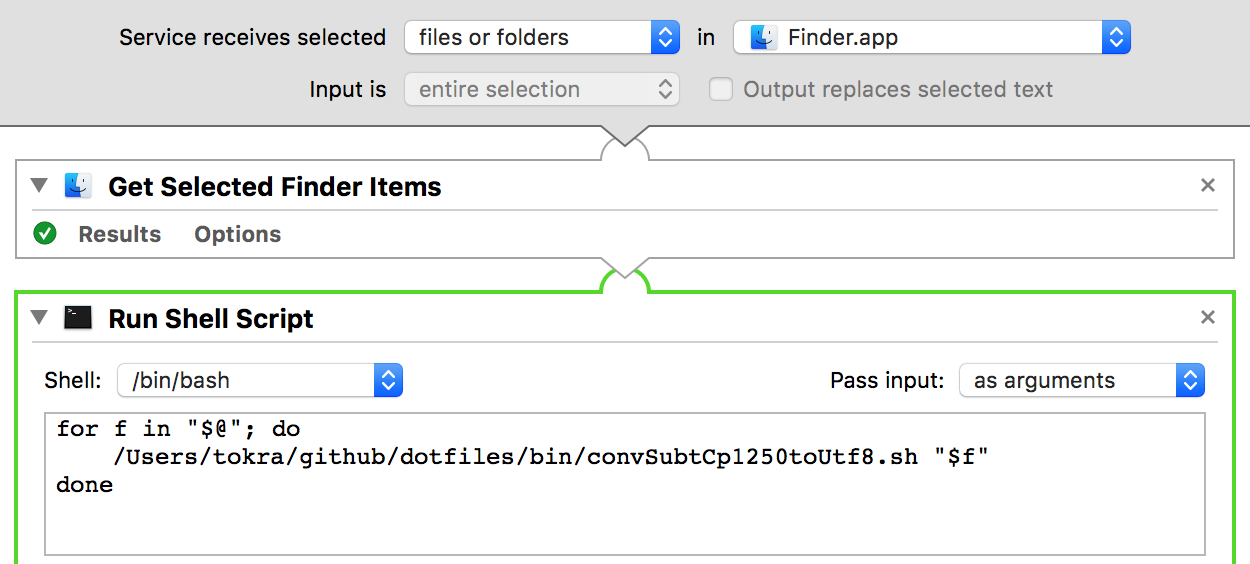 Service receives selected files or folders in Finder.app
Input is entire selection Output replaces selected text
Get Selected Finder Items
Results Options
Run Shell Script
Shell: /bin/bash Pass input: as arguments
for f in "$@"; do
    /Users/tokra/github/dotfiles/bin/convSubtCp1250toUtf8.sh "$f"
done